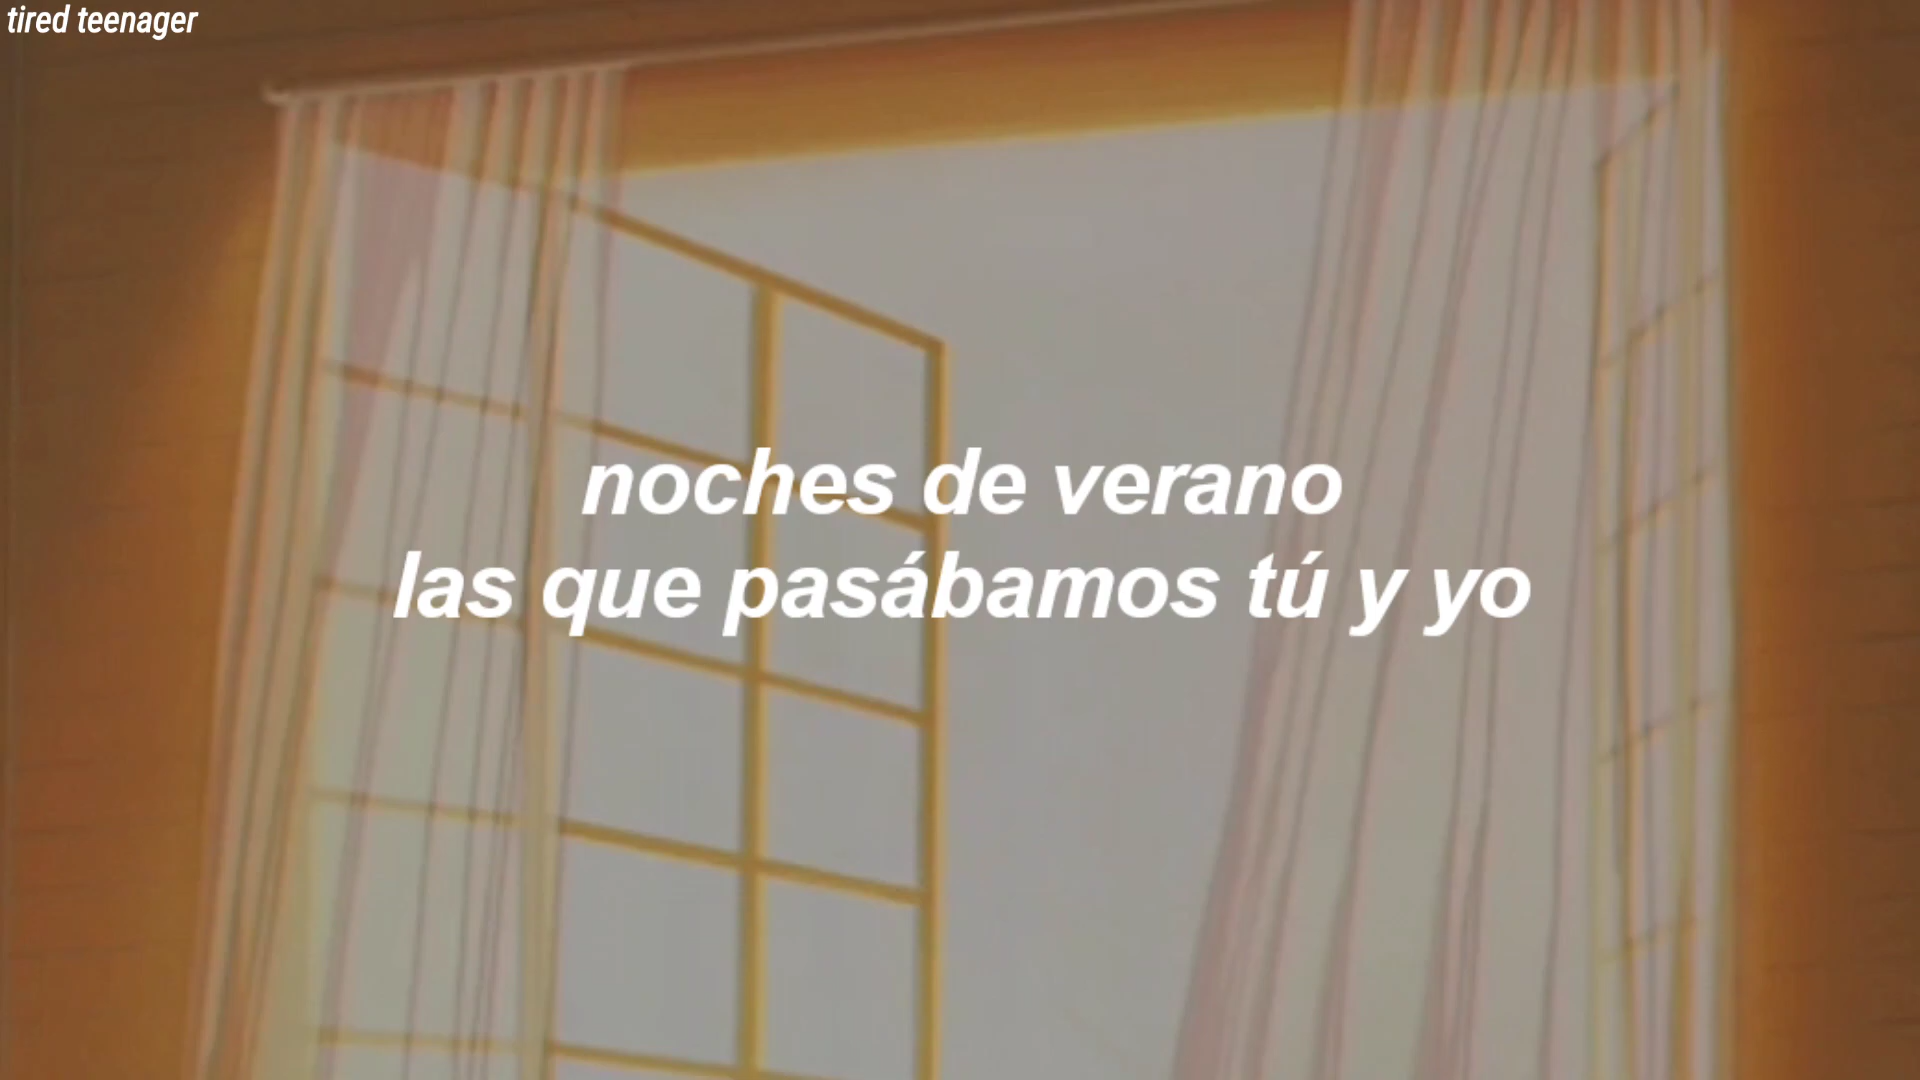 tired teenager
noches de verano
las que pasábamos tú y yo